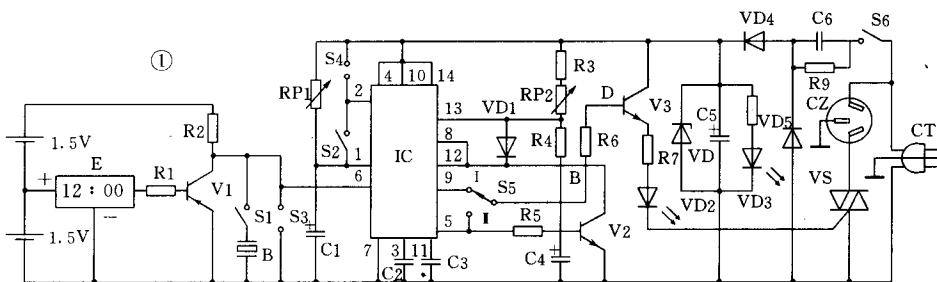 ①
1.5V
1.5V
E
+
12:00
−
R1
R2
V1
S1
B
S3
+
C1
RP1
S4
S2
2
1
6
4
10
14
IC
13
8
12
9
5
7
3
11
C2
C3
VD1
I
S5
II
R5
R3
RP2
R4
B
R6
+
C4
V2
D
V3
R7
VD2
VD
C5
+
VD3
VD4
VD5
C6
R9
S6
CZ
VS
CT